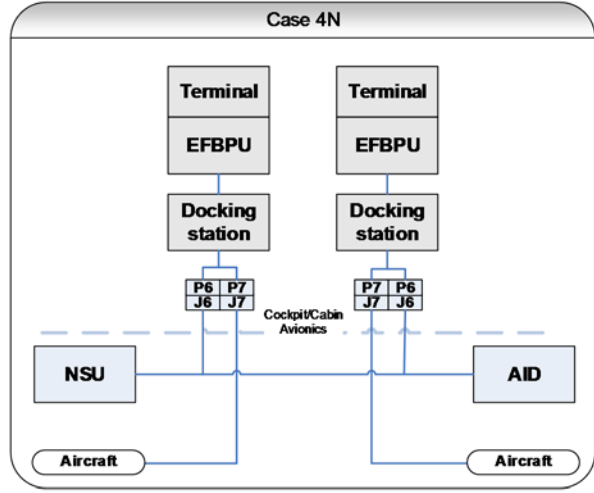 Case 4N
Terminal
Terminal
EFBPU
EFBPU
Docking
station
Docking
station
P6 P7
J6 J7
P7 P6
J7 J6
Cockpit/Cabin
Avionics
NSU
AID
Aircraft
Aircraft